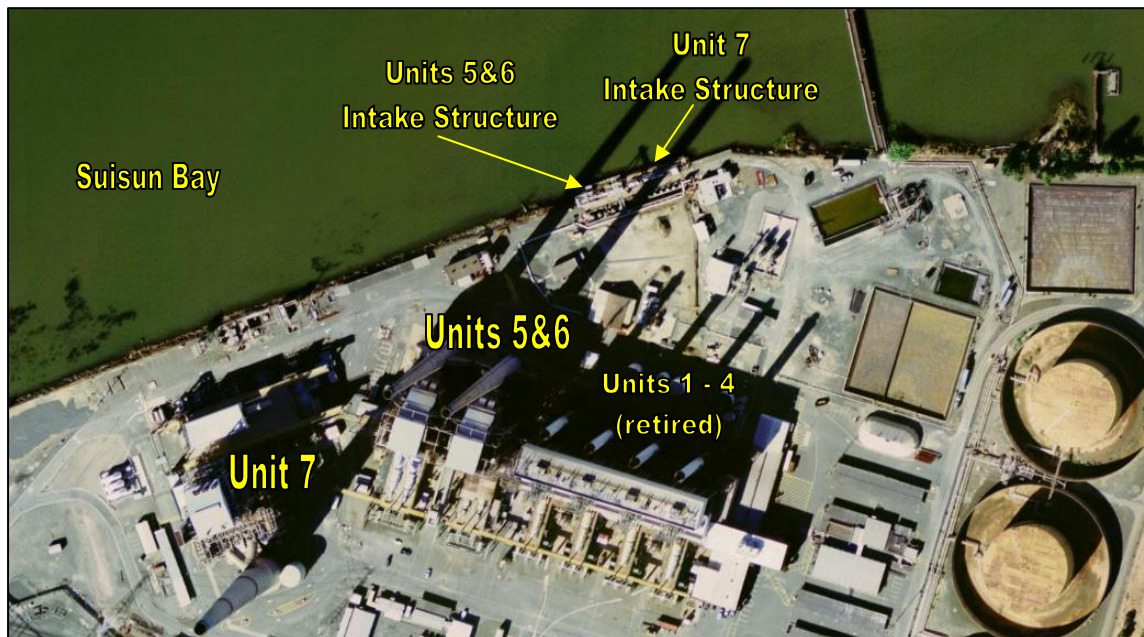 Unit 7
Intake Structure
Units 5&6
Intake Structure
Suisun Bay
Units 5&6
Units 1 - 4
(retired)
Unit 7